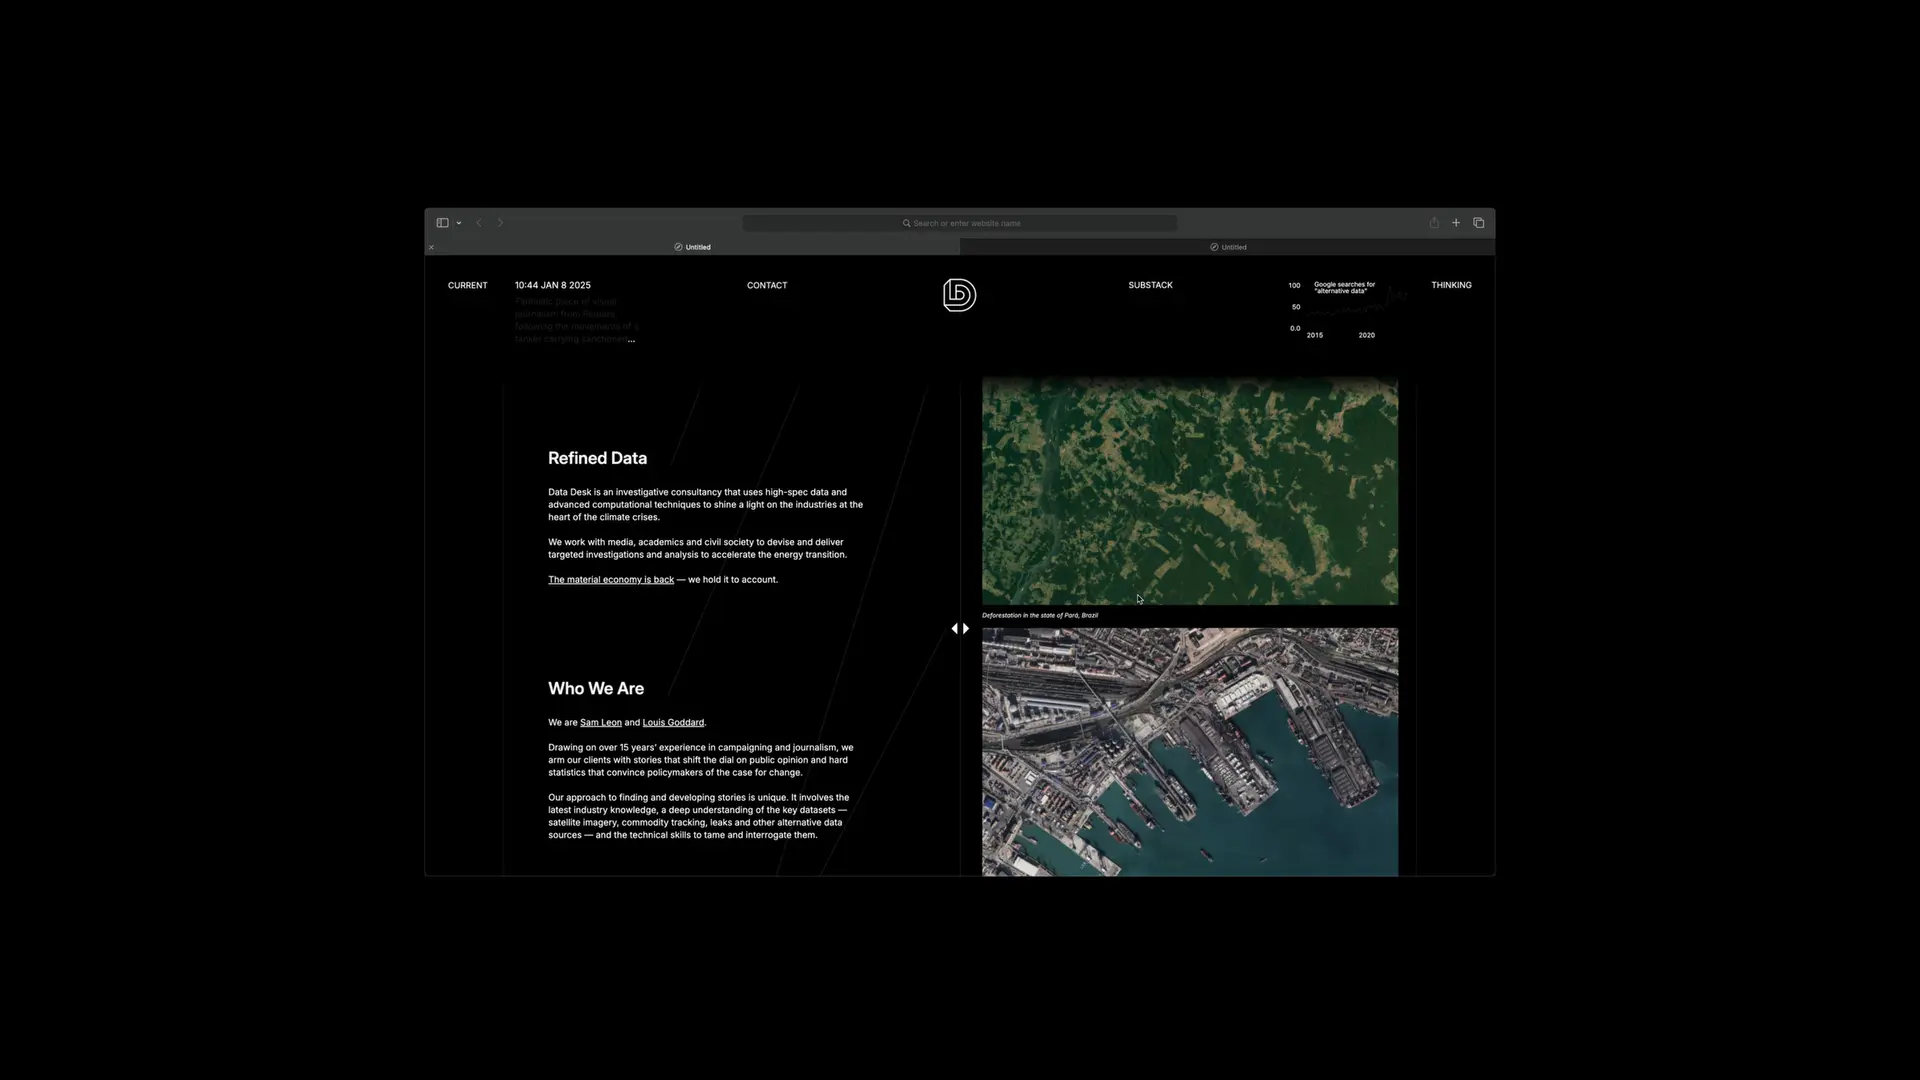 Search or enter website name
Untitled
Untitled
CURRENT
10:44 JAN 8 2025
Fantastic piece of visual
journalism from Reuters,
following the movements of a
tanker carrying sanctioned...
CONTACT
SUBSTACK
100
50
0.0
Google searches for
"alternative data"
2015
2020
THINKING
Refined Data
Data Desk is an investigative consultancy that uses high-spec data and
advanced computational techniques to shine a light on the industries at the
heart of the climate crises.
We work with media, academics and civil society to devise and deliver
targeted investigations and analysis to accelerate the energy transition.
The material economy is back — we hold it to account.
Who We Are
We are Sam Leon and Louis Goddard.
Drawing on over 15 years’ experience in campaigning and journalism, we
arm our clients with stories that shift the dial on public opinion and hard
statistics that convince policymakers of the case for change.
Our approach to finding and developing stories is unique. It involves the
latest industry knowledge, a deep understanding of the key datasets —
satellite imagery, commodity tracking, leaks and other alternative data
sources — and the technical skills to tame and interrogate them.
Deforestation in the state of Pará, Brazil